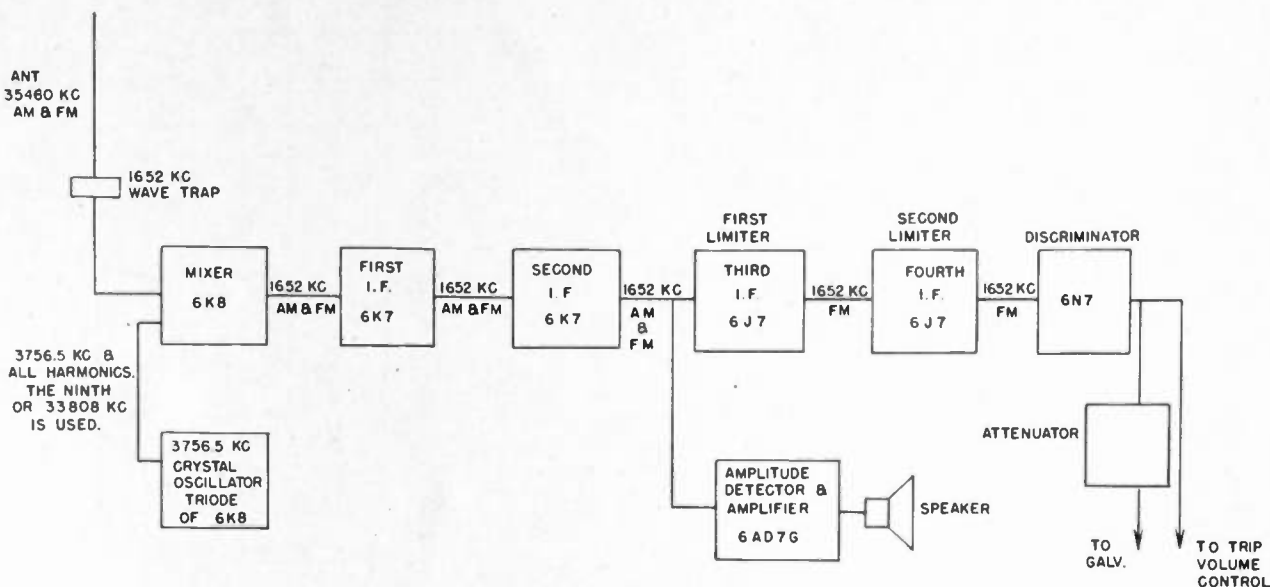 ANT
35460 KC
AM & FM
1652 KC
WAVE TRAP
MIXER
6K8
1652 KC
AM & FM
FIRST
I.F.
6K7
1652 KC
AM & FM
SECOND
I.F
6K7
1652 KC
AM
&
FM
FIRST
LIMITER
THIRD
I.F.
6J7
1652 KC
FM
SECOND
LIMITER
FOURTH
I.F.
6J7
1652 KC
FM
DISCRIMINATOR
6N7
3756.5 KC &
ALL HARMONICS.
THE NINTH
OR 33808 KC
IS USED.
3756.5 KC
CRYSTAL
OSCILLATOR
TRIODE
OF 6K8
AMPLITUDE
DETECTOR &
AMPLIFIER
6AD7G
SPEAKER
ATTENUATOR
TO
GALV.
TO TRIP
VOLUME
CONTROL